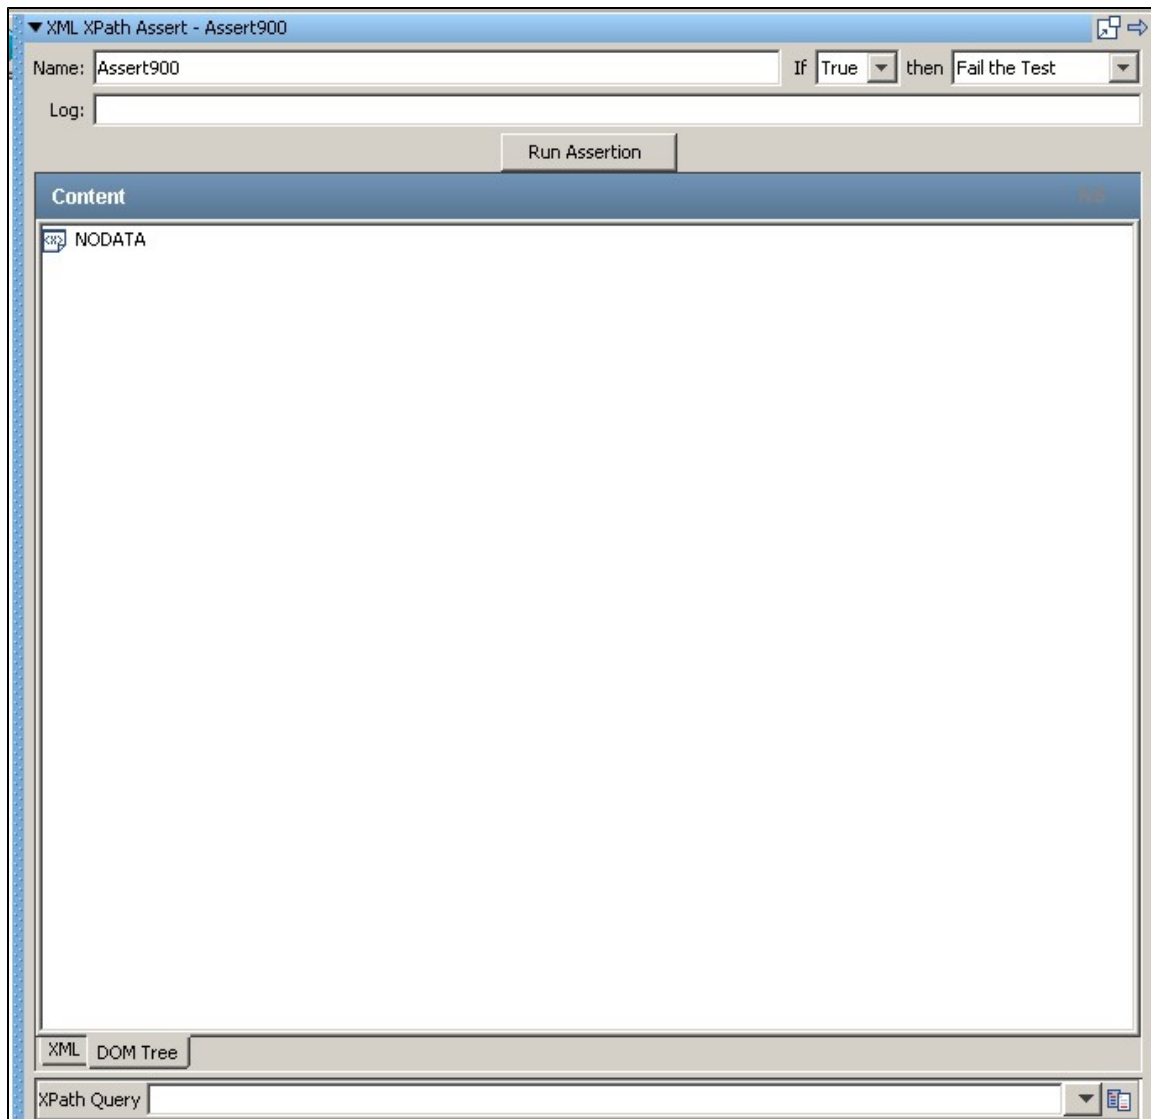 XML XPath Assert - Assert900
Name: Assert900 If True then Fail the Test
Log:
Run Assertion
Content
NODATA
XML DOM Tree
XPath Query